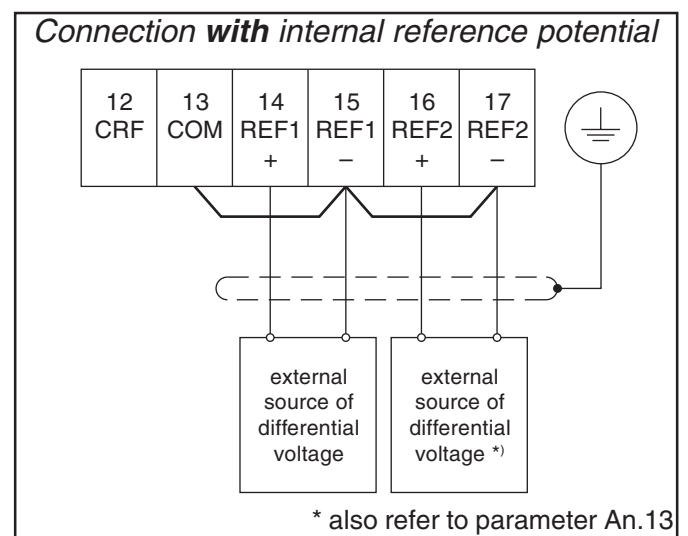 Connection with internal reference potential
12 13 14 15 16 17
CRF COM REF1 REF1 REF2 REF2
+ – + –
external external
source of source of
differential differential
voltage voltage *)
* also refer to parameter An.13